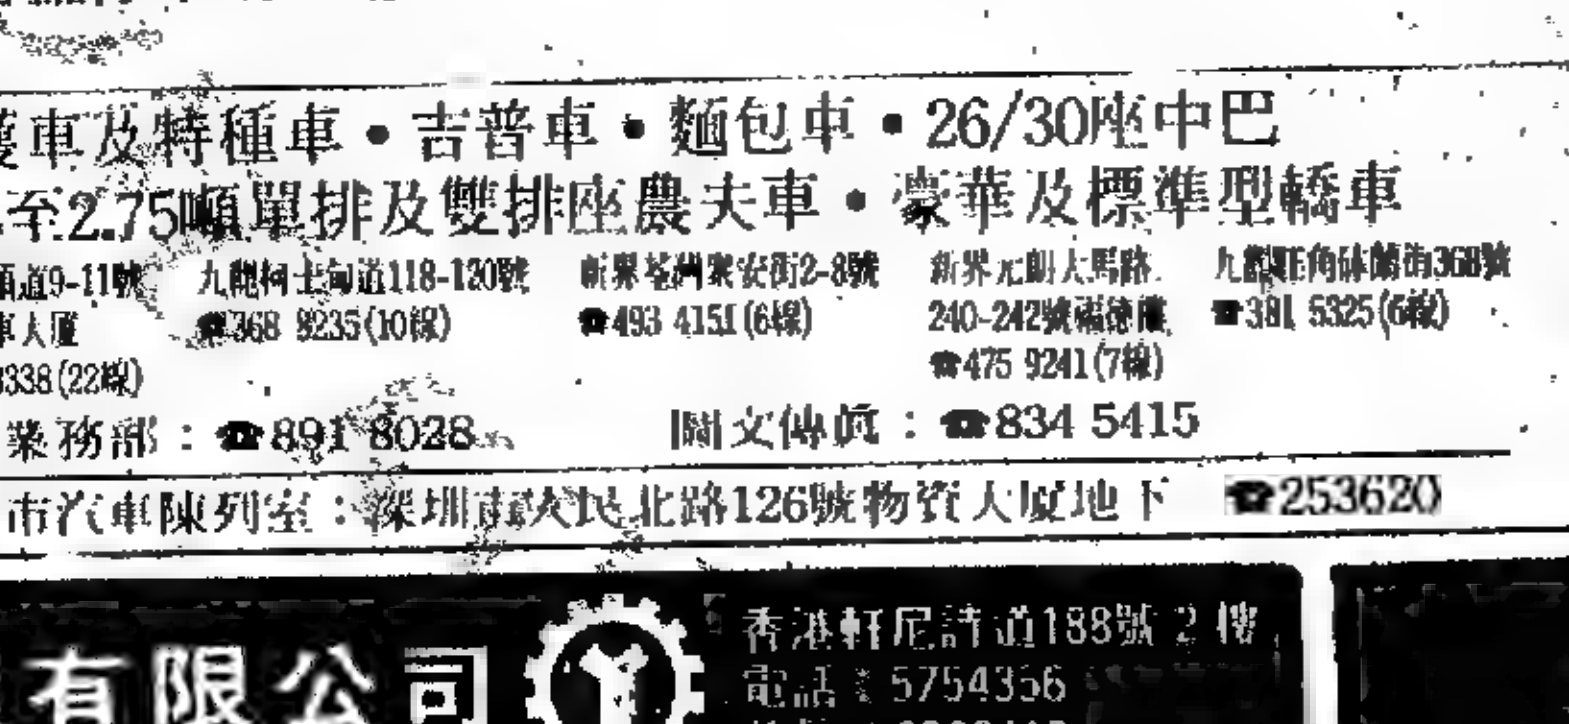 車及特種車・吉普車・麵包車・26/30座中巴
至2.75噸單排及雙排座農夫車・豪華及標準型轎車
道9-11號 九龍柯士甸道118-120號 新界荃灣眾安街2-8號 新界元朗大馬路 九龍旺角砵蘭街368號
車大廈 ☎368 9235(10線) ☎493 4151(6線) 240-242號 ☎381 5325(6線)
338(22線) ☎475 9241(7線)
業務部：☎891 8028 圖文傳眞：☎834 5415
市汽車陳列室：深圳市人民北路126號物資大廈地下 ☎253620
有限公司
香港軒尼詩道188號2樓
電話：5754356